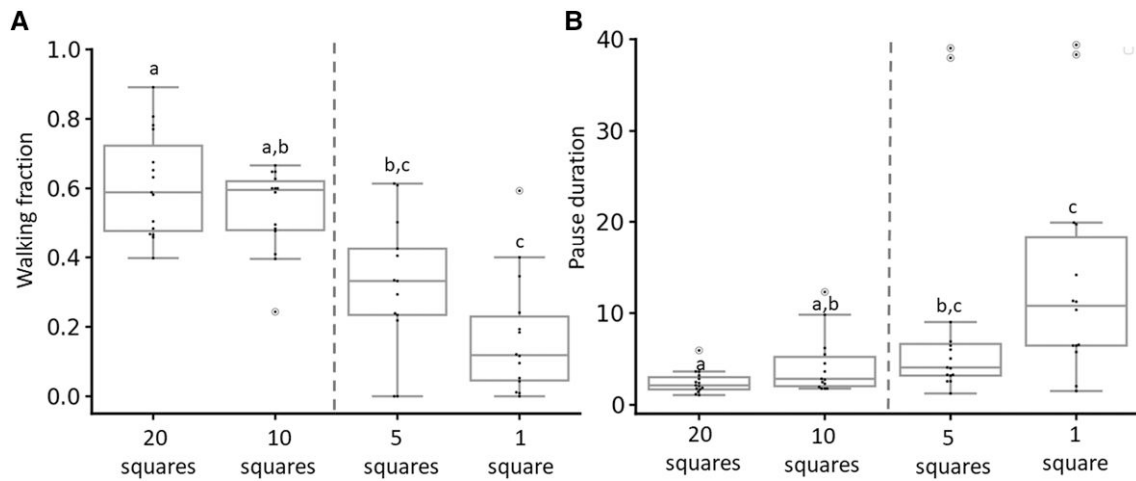 A
Walking fraction
1.0
0.8
0.6
0.4
0.2
0.0
a
a,b
b,c
c
20 squares
10 squares
5 squares
1 square
B
Pause duration
40
30
20
10
0
a
a,b
b,c
c
20 squares
10 squares
5 squares
1 square